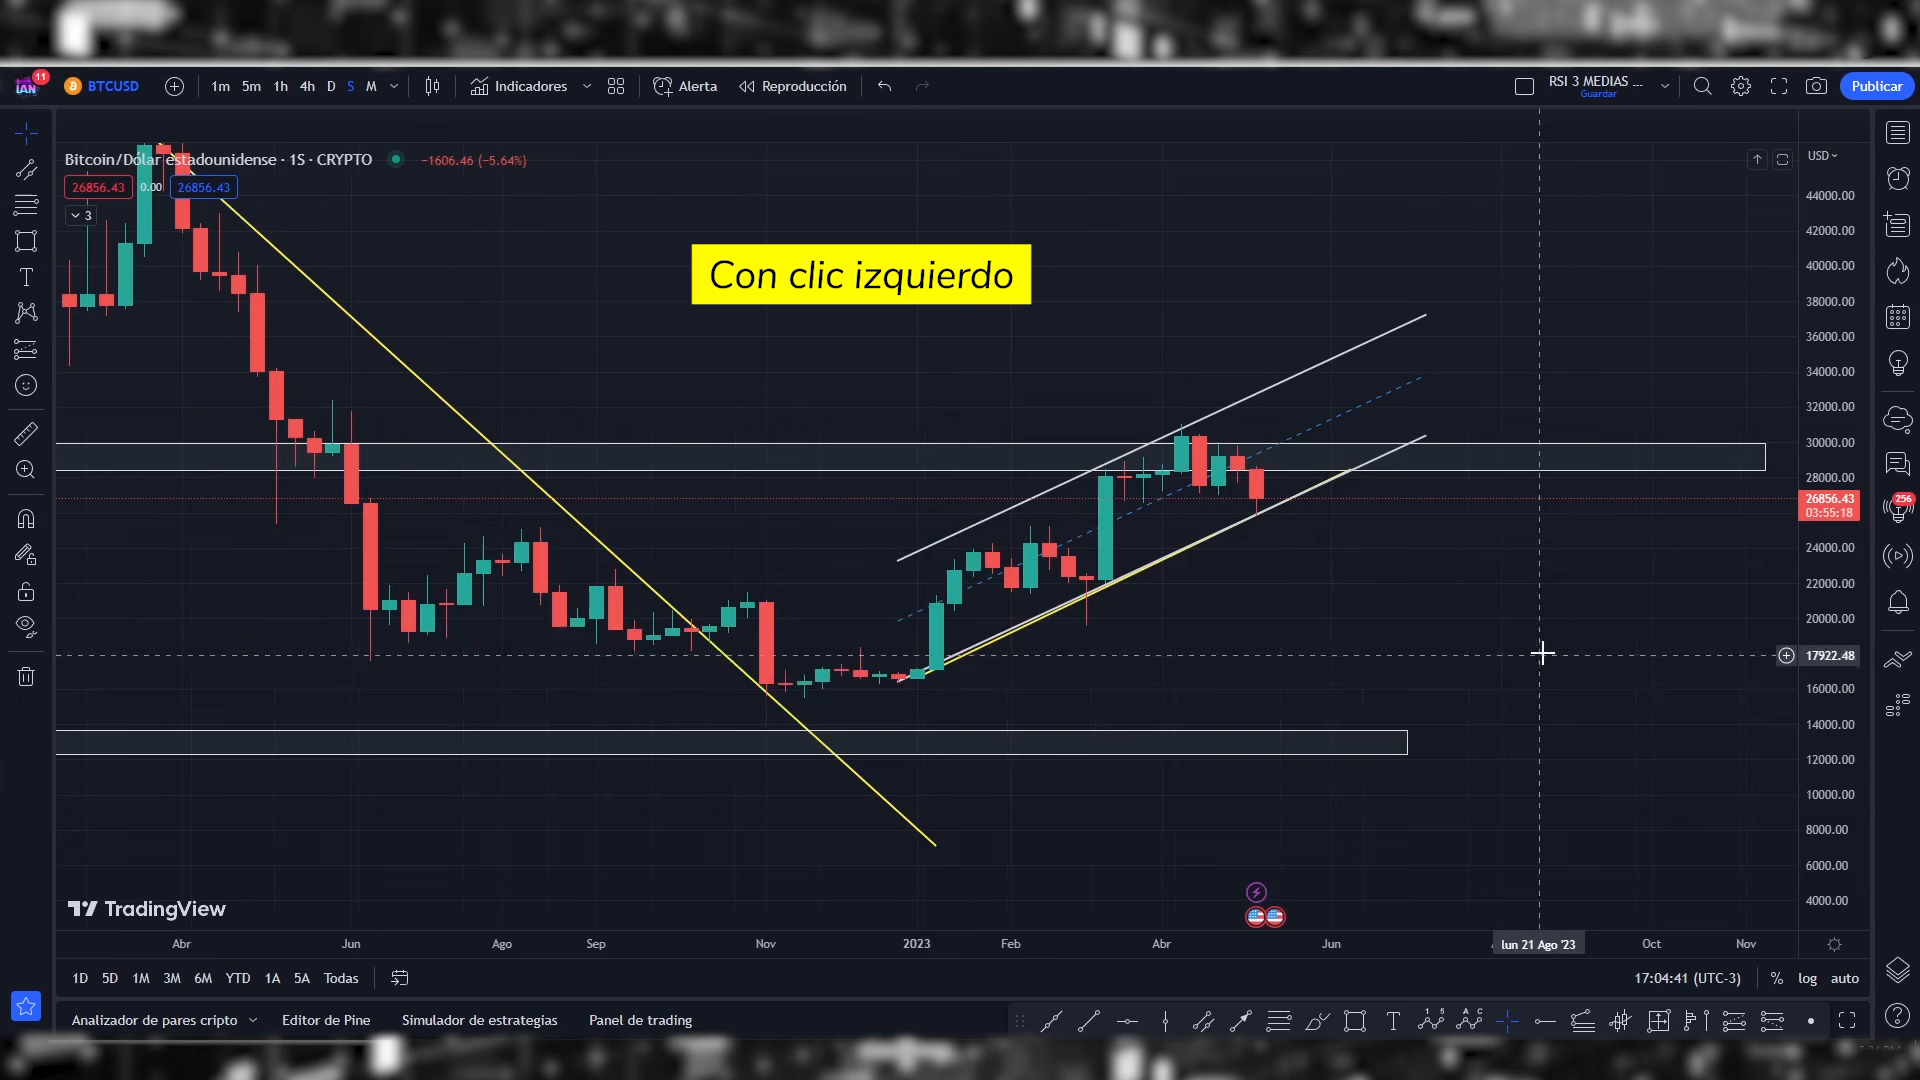 11
IAN
BTCUSD
1m 5m 1h 4h D S M
Indicadores
Alerta
Reproducción
RSI 3 MEDIAS ...
Guardar
Publicar
Bitcoin/Dólar estadounidense · 1S · CRYPTO
−1606.46 (−5.64%)
26856.43 0.00 26856.43
3
USD
Con clic izquierdo
44000.00
42000.00
40000.00
38000.00
36000.00
34000.00
32000.00
30000.00
28000.00
26856.43
03:55:18
24000.00
22000.00
20000.00
17922.48
16000.00
14000.00
12000.00
10000.00
8000.00
6000.00
4000.00
256
TradingView
Abr Jun Ago Sep Nov 2023 Feb Abr Jun lun 21 Ago '23 Oct Nov
1D 5D 1M 3M 6M YTD 1A 5A Todas
17:04:41 (UTC-3) % log auto
Analizador de pares cripto Editor de Pine Simulador de estrategias Panel de trading